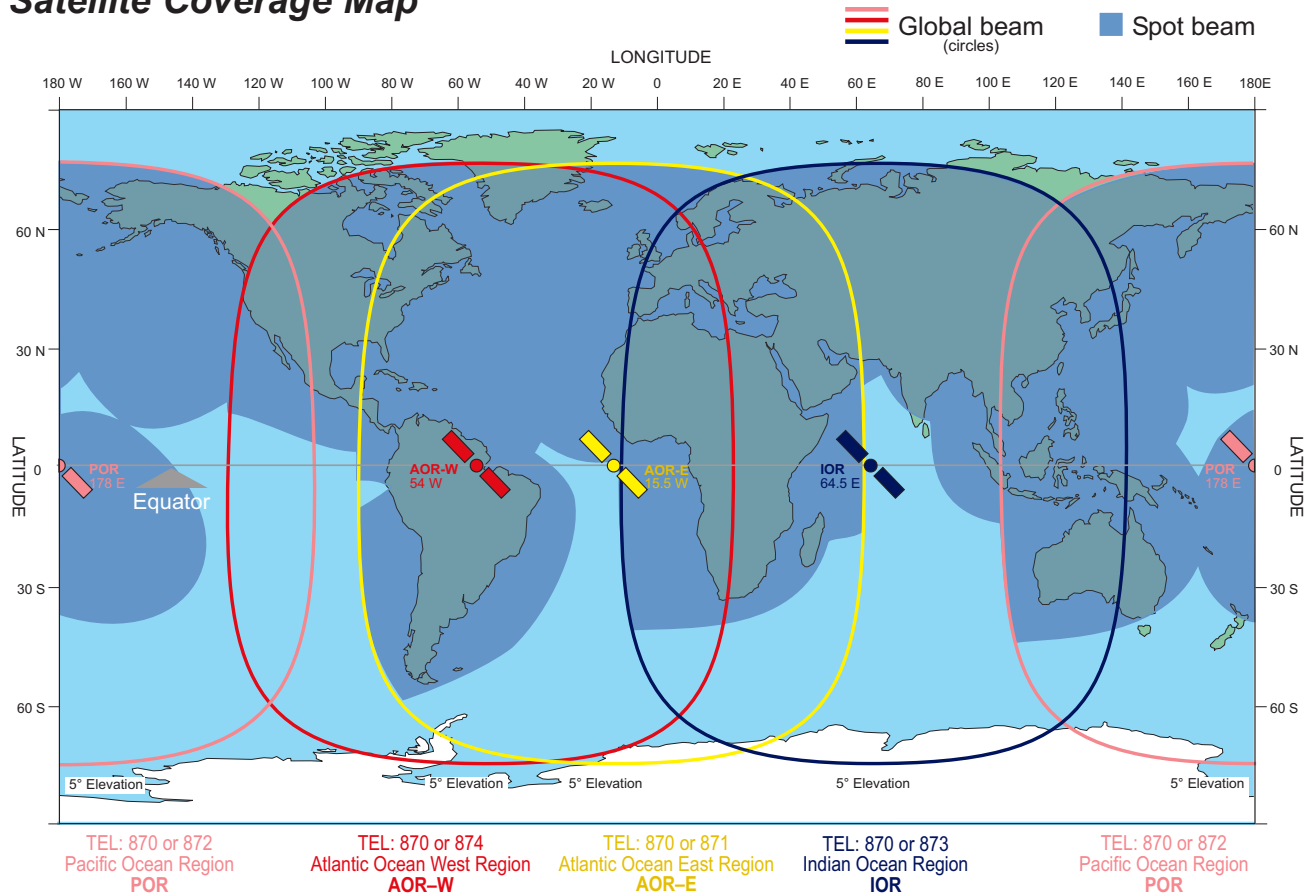 Satellite Coverage Map
Global beam
(circles)
Spot beam
LONGITUDE
180 W 160 W 140 W 120 W 100 W 80 W 60 W 40 W 20 W 0 20 E 40 E 60 E 80 E 100 E 120 E 140 E 160 E 180E
60 N 60 N
30 N 30 N
LATITUDE 0 0 LATITUDE
POR
178 E
Equator
AOR-W
54 W
AOR-E
15.5 W
IOR
64.5 E
POR
178 E
30 S 30 S
60 S 60 S
5° Elevation 5° Elevation 5° Elevation 5° Elevation 5° Elevation
TEL: 870 or 872
Pacific Ocean Region
POR
TEL: 870 or 874
Atlantic Ocean West Region
AOR–W
TEL: 870 or 871
Atlantic Ocean East Region
AOR–E
TEL: 870 or 873
Indian Ocean Region
IOR
TEL: 870 or 872
Pacific Ocean Region
POR